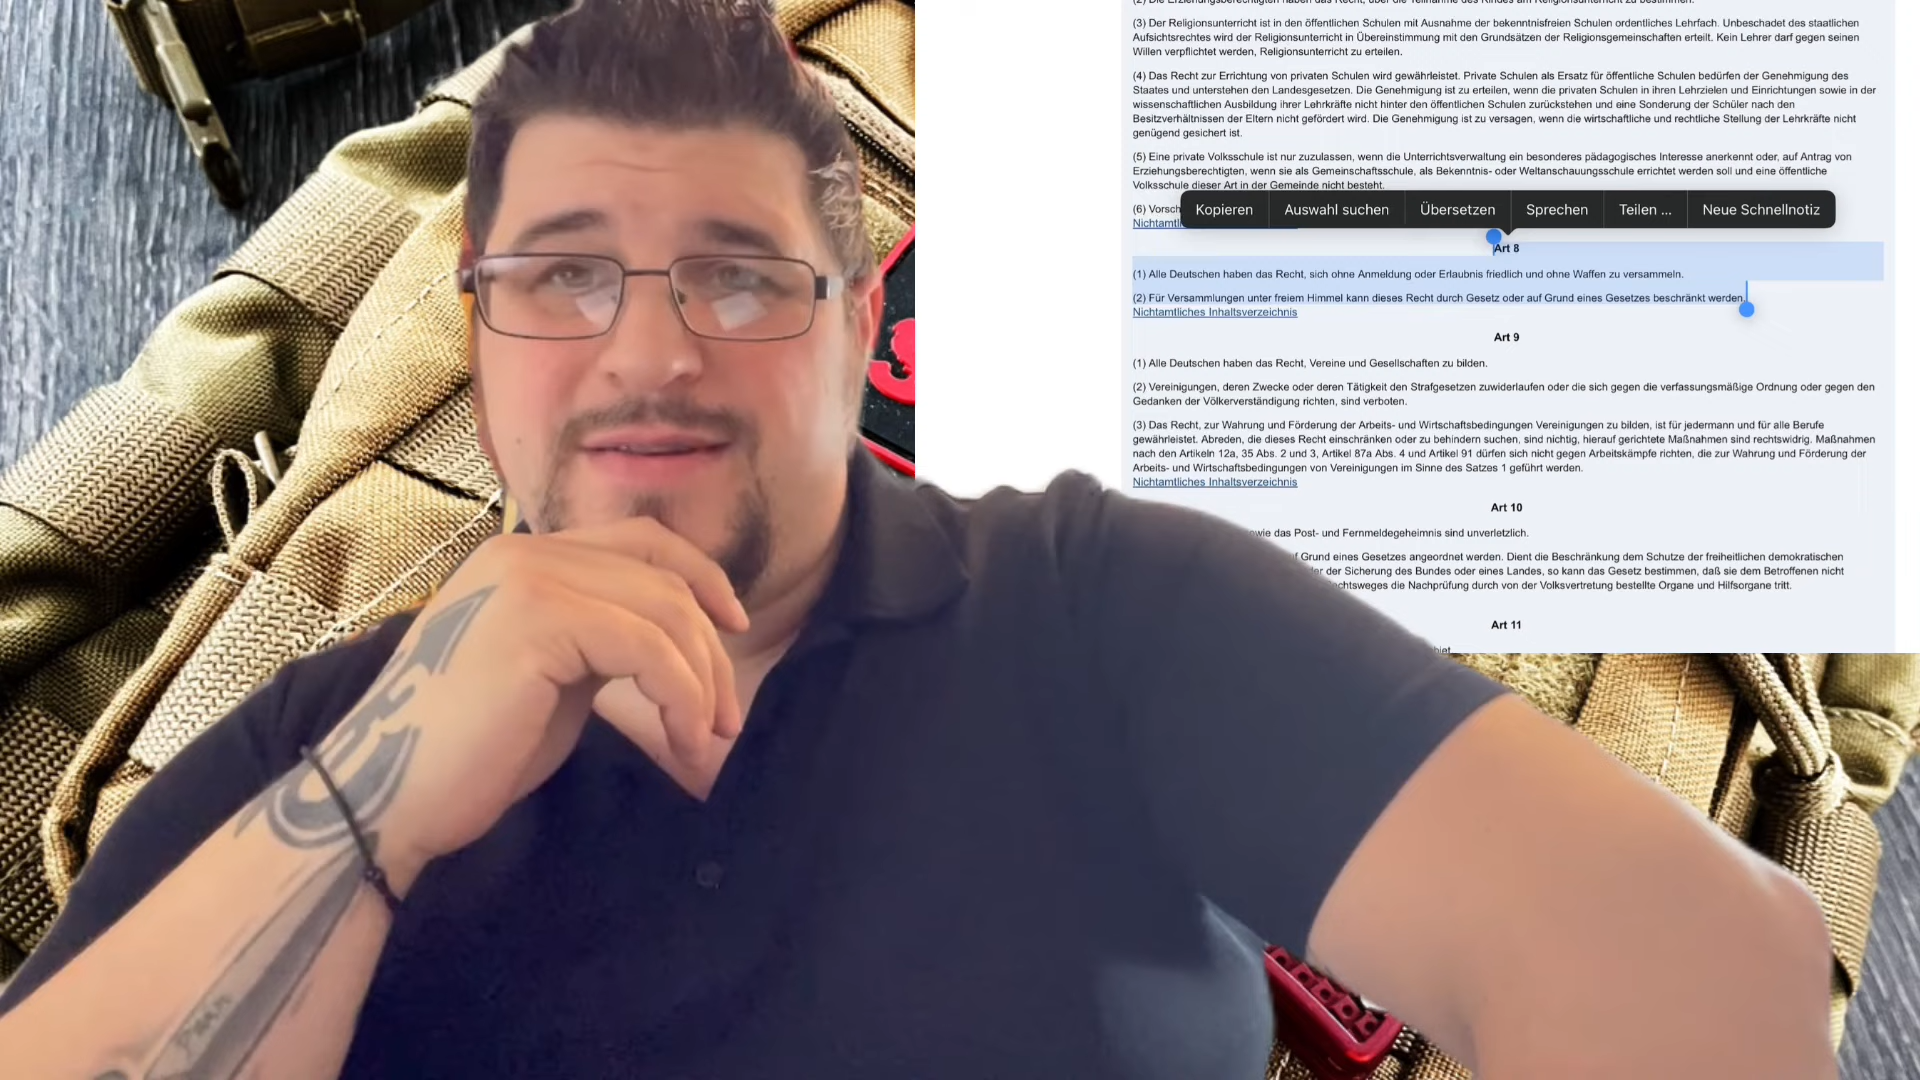 (2) Die Erziehungsberechtigten haben das Recht, über die Teilnahme des Kindes am Religionsunterricht zu bestimmen.
(3) Der Religionsunterricht ist in den öffentlichen Schulen mit Ausnahme der bekenntnisfreien Schulen ordentliches Lehrfach. Unbeschadet des staatlichen
Aufsichtsrechtes wird der Religionsunterricht in Übereinstimmung mit den Grundsätzen der Religionsgemeinschaften erteilt. Kein Lehrer darf gegen seinen
Willen verpflichtet werden, Religionsunterricht zu erteilen.
(4) Das Recht zur Errichtung von privaten Schulen wird gewährleistet. Private Schulen als Ersatz für öffentliche Schulen bedürfen der Genehmigung des
Staates und unterstehen den Landesgesetzen. Die Genehmigung ist zu erteilen, wenn die privaten Schulen in ihren Lehrzielen und Einrichtungen sowie in der
wissenschaftlichen Ausbildung ihrer Lehrkräfte nicht hinter den öffentlichen Schulen zurückstehen und eine Sonderung der Schüler nach den
Besitzverhältnissen der Eltern nicht gefördert wird. Die Genehmigung ist zu versagen, wenn die wirtschaftliche und rechtliche Stellung der Lehrkräfte nicht
genügend gesichert ist.
(5) Eine private Volksschule ist nur zuzulassen, wenn die Unterrichtsverwaltung ein besonderes pädagogisches Interesse anerkennt oder, auf Antrag von
Erziehungsberechtigten, wenn sie als Gemeinschaftsschule, als Bekenntnis- oder Weltanschauungsschule errichtet werden soll und eine öffentliche
Volksschule dieser Art in der Gemeinde nicht besteht.
(6) Vorsch
Kopieren Auswahl suchen Übersetzen Sprechen Teilen ... Neue Schnellnotiz
Nichtamtl
Art 8
(1) Alle Deutschen haben das Recht, sich ohne Anmeldung oder Erlaubnis friedlich und ohne Waffen zu versammeln.
(2) Für Versammlungen unter freiem Himmel kann dieses Recht durch Gesetz oder auf Grund eines Gesetzes beschränkt werden.
Nichtamtliches Inhaltsverzeichnis
Art 9
(1) Alle Deutschen haben das Recht, Vereine und Gesellschaften zu bilden.
(2) Vereinigungen, deren Zwecke oder deren Tätigkeit den Strafgesetzen zuwiderlaufen oder die sich gegen die verfassungsmäßige Ordnung oder gegen den
Gedanken der Völkerverständigung richten, sind verboten.
(3) Das Recht, zur Wahrung und Förderung der Arbeits- und Wirtschaftsbedingungen Vereinigungen zu bilden, ist für jedermann und für alle Berufe
gewährleistet. Abreden, die dieses Recht einschränken oder zu behindern suchen, sind nichtig, hierauf gerichtete Maßnahmen sind rechtswidrig. Maßnahmen
nach den Artikeln 12a, 35 Abs. 2 und 3, Artikel 87a Abs. 4 und Artikel 91 dürfen sich nicht gegen Arbeitskämpfe richten, die zur Wahrung und Förderung der
Arbeits- und Wirtschaftsbedingungen von Vereinigungen im Sinne des Satzes 1 geführt werden.
Nichtamtliches Inhaltsverzeichnis
Art 10
wie das Post- und Fernmeldegeheimnis sind unverletzlich.
f Grund eines Gesetzes angeordnet werden. Dient die Beschränkung dem Schutze der freiheitlichen demokratischen
er der Sicherung des Bundes oder eines Landes, so kann das Gesetz bestimmen, daß sie dem Betroffenen nicht
chtsweges die Nachprüfung durch von der Volksvertretung bestellte Organe und Hilfsorgane tritt.
Art 11